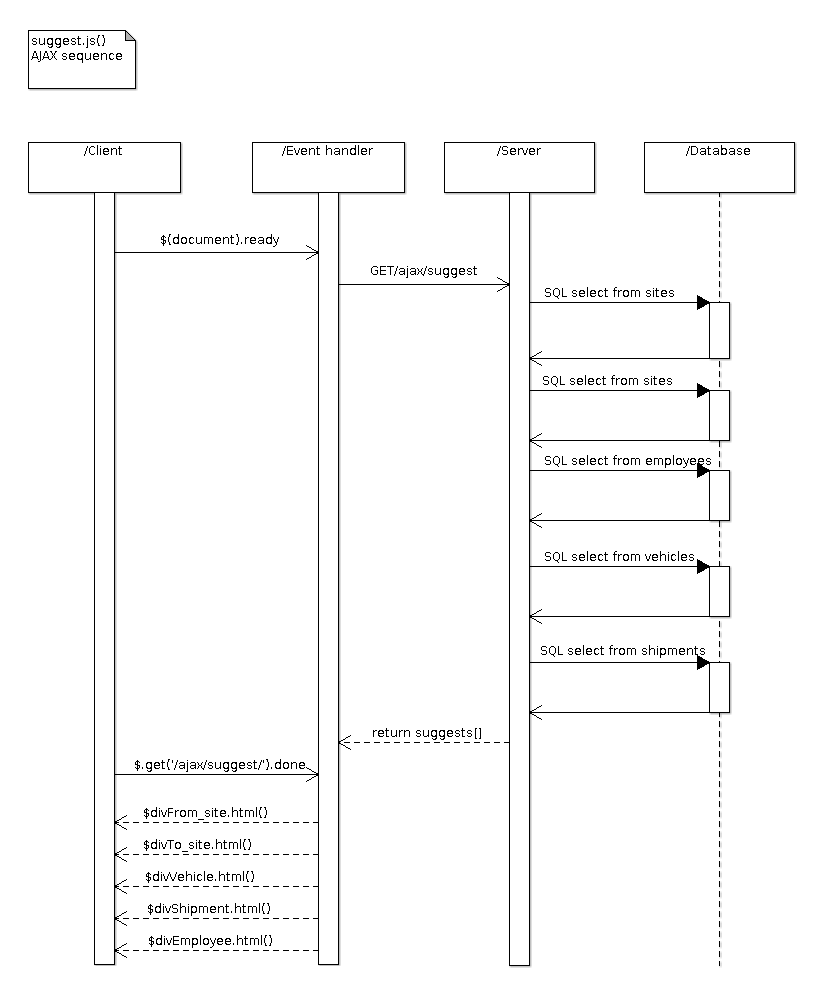 suggest.js()
AJAX sequence
/Client
/Event handler
/Server
/Database
$(document).ready
GET/ajax/suggest
SQL select from sites
SQL select from sites
SQL select from employees
SQL select from vehicles
SQL select from shipments
return suggests[]
$.get('/ajax/suggest/').done
$divFrom_site.html()
$divTo_site.html()
$divVehicle.html()
$divShipment.html()
$divEmployee.html()